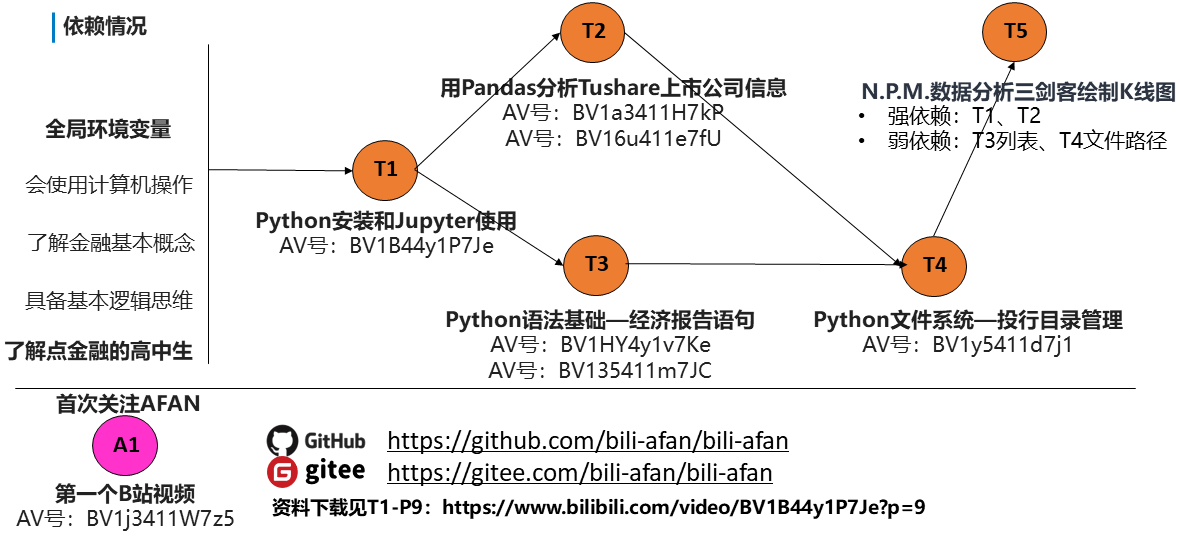 依赖情况
全局环境变量
会使用计算机操作
了解金融基本概念
具备基本逻辑思维
了解点金融的高中生
T1
Python安装和Jupyter使用
AV号：BV1B44y1P7Je
T2
用Pandas分析Tushare上市公司信息
AV号：BV1a3411H7kP
AV号：BV16u411e7fU
T3
Python语法基础—经济报告语句
AV号：BV1HY4y1v7Ke
AV号：BV135411m7JC
T4
Python文件系统—投行目录管理
AV号：BV1y5411d7j1
T5
N.P.M.数据分析三剑客绘制K线图
• 强依赖：T1、T2
• 弱依赖：T3列表、T4文件路径
首次关注AFAN
A1
第一个B站视频
AV号：BV1j3411W7z5
GitHub https://github.com/bili-afan/bili-afan
G gitee https://gitee.com/bili-afan/bili-afan
资料下载见T1-P9：https://www.bilibili.com/video/BV1B44y1P7Je?p=9